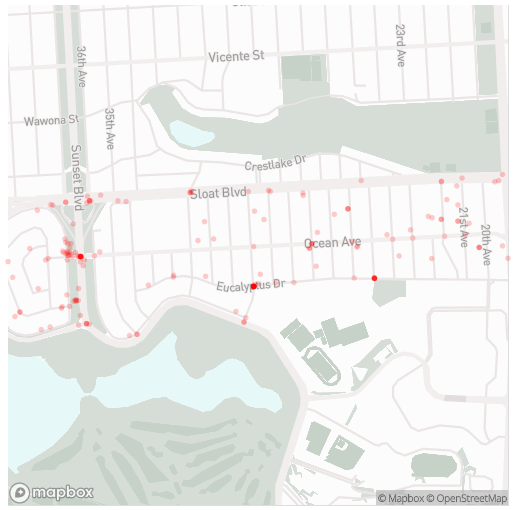 Vicente St
23rd Ave
36th Ave
Wawona St
35th Ave
Crestlake Dr
Sunset Blvd
Sloat Blvd
21st Ave
20th Ave
Ocean Ave
Eucalyptus Dr
mapbox
© Mapbox © OpenStreetMap